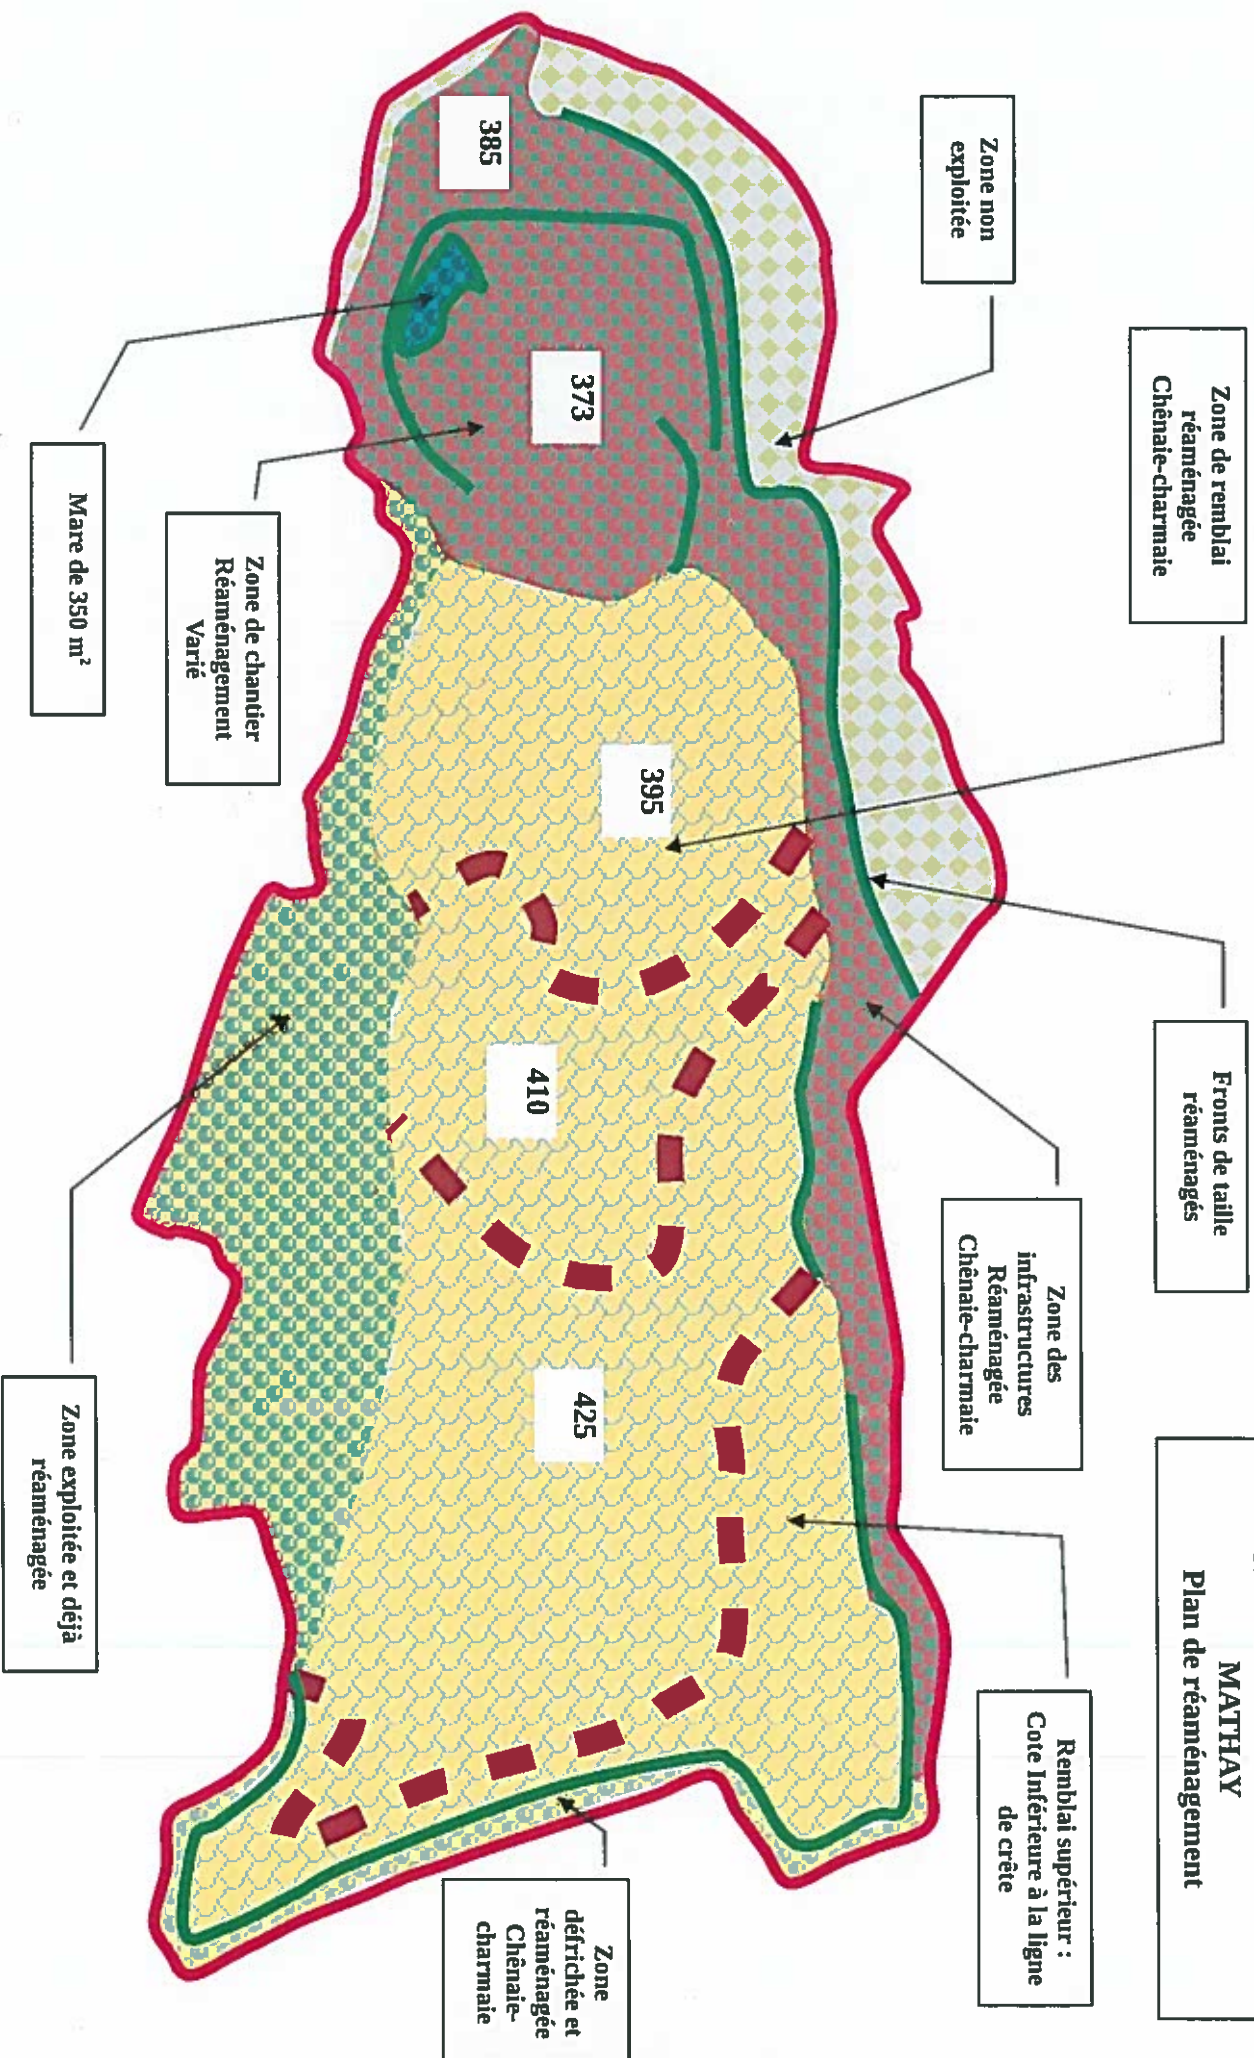 MATHAY
Plan de réaménagement
Zone de remblai
réaménagée
Chênaie-charmaie
Fronts de taille
réaménagés
Remblai supérieur :
Cote Inférieure à la ligne
de crête
Zone non
exploitée
Zone des
infrastructures
Réaménagée
Chênaie-charmaie
385
373
395
410
425
Zone
défrichée et
réaménagée
Chênaie-
charmaie
Zone de chantier
Réaménagement
Varié
Mare de 350 m²
Zone exploitée et déjà
réaménagée